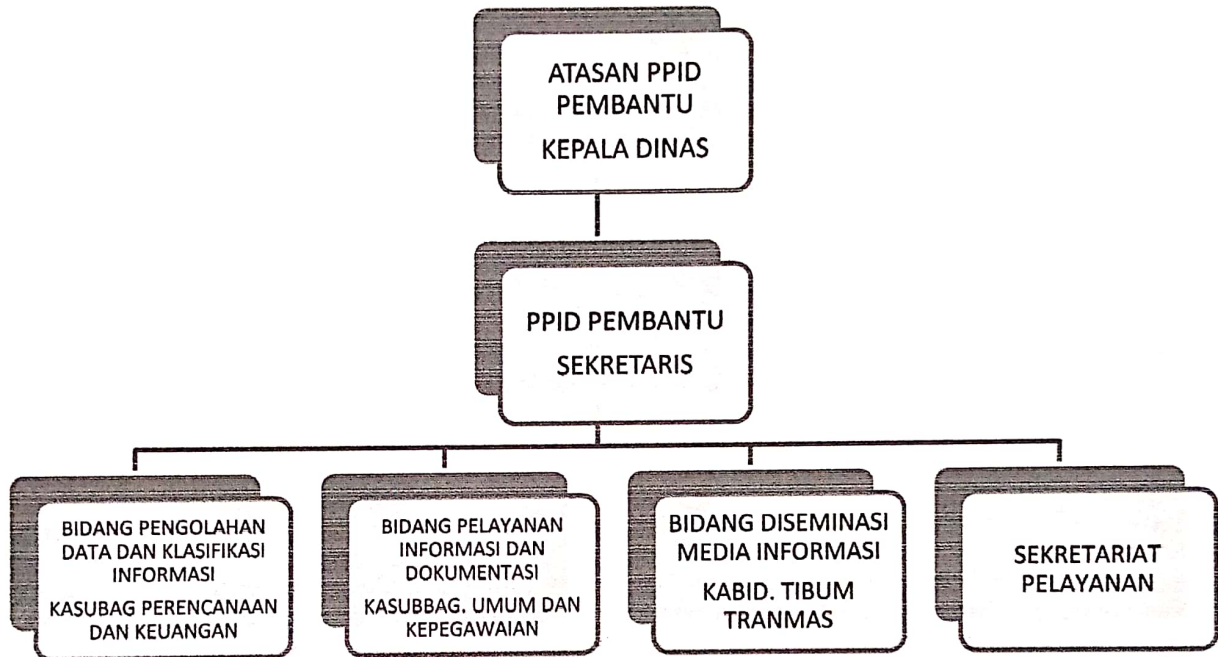 ATASAN PPID
PEMBANTU
KEPALA DINAS
PPID PEMBANTU
SEKRETARIS
BIDANG PENGOLAHAN
DATA DAN KLASIFIKASI
INFORMASI
KASUBAG PERENCANAAN
DAN KEUANGAN
BIDANG PELAYANAN
INFORMASI DAN
DOKUMENTASI
KASUBBAG. UMUM DAN
KEPEGAWAIAN
BIDANG DISEMINASI
MEDIA INFORMASI
KABID. TIBUM
TRANMAS
SEKRETARIAT
PELAYANAN